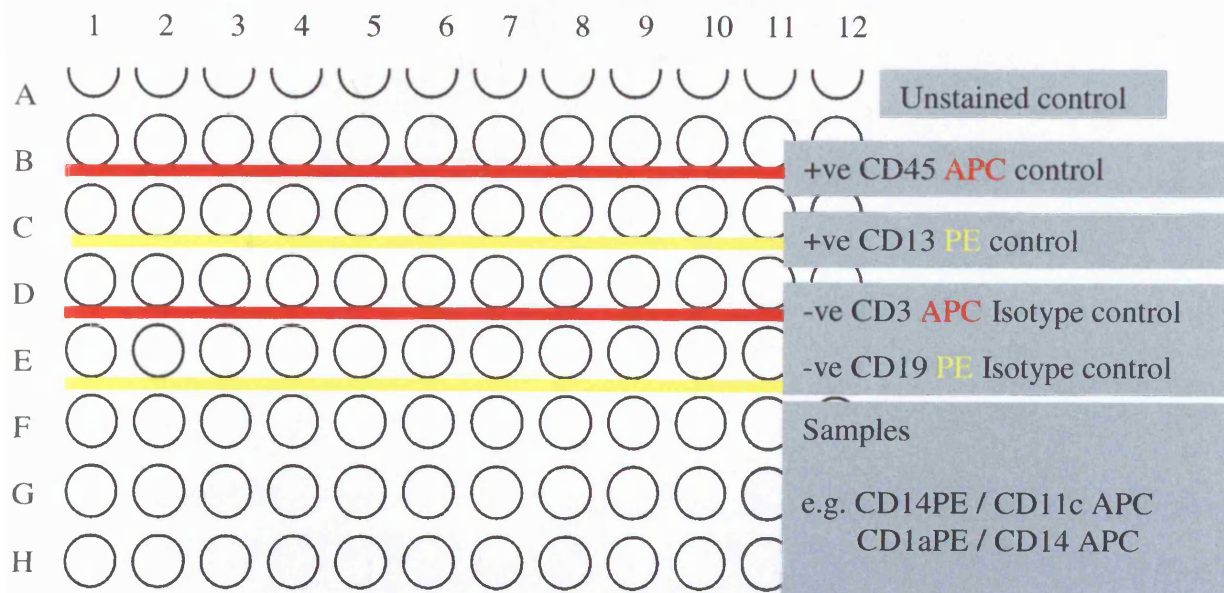 1 2 3 4 5 6 7 8 9 10 11 12
A Unstained control
B +ve CD45 APC control
C +ve CD13 PE control
D -ve CD3 APC Isotype control
E -ve CD19 PE Isotype control
F Samples
G e.g. CD14PE / CD11c APC
H CD1aPE / CD14 APC